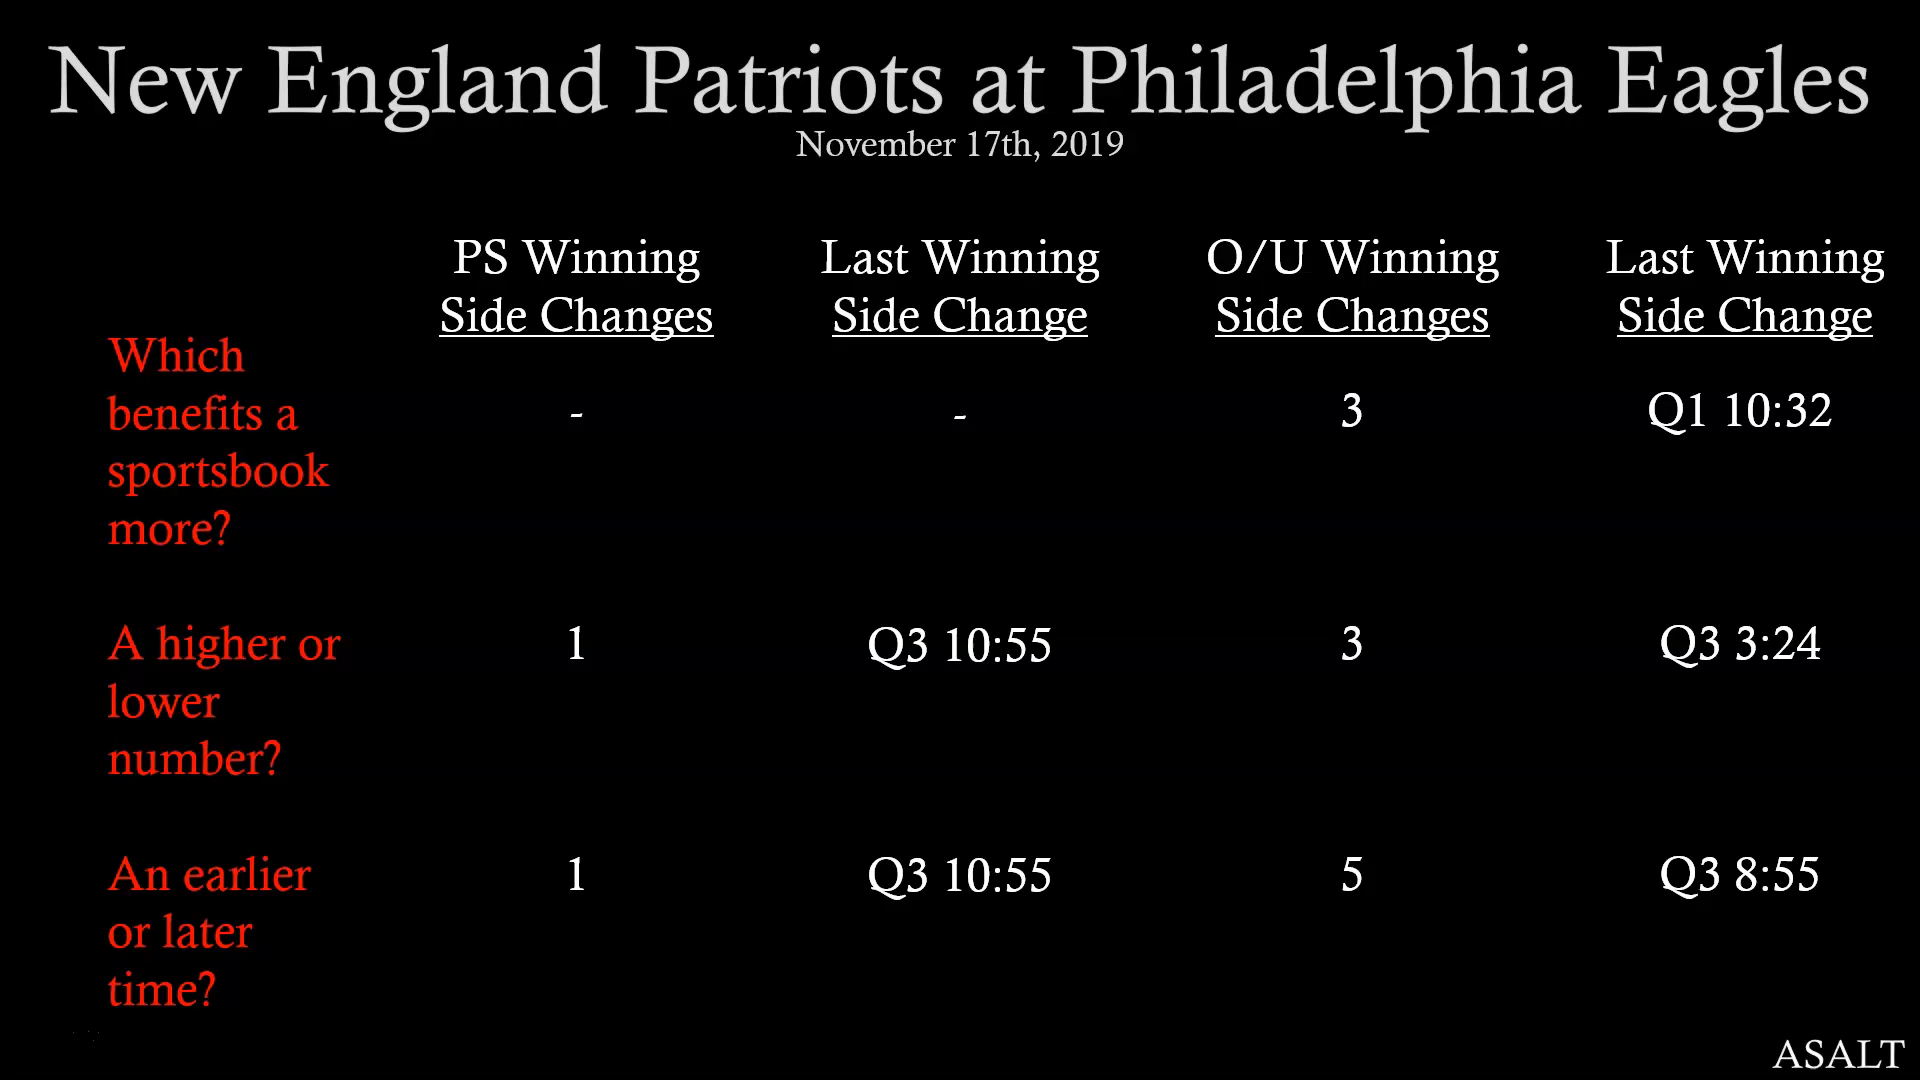 New England Patriots at Philadelphia Eagles
November 17th, 2019
PS Winning Side Changes
Last Winning Side Change
O/U Winning Side Changes
Last Winning Side Change
Which
benefits a
sportsbook
more?
- - 3 Q1 10:32
A higher or
lower
number?
1 Q3 10:55 3 Q3 3:24
An earlier
or later
time?
1 Q3 10:55 5 Q3 8:55
ASALT